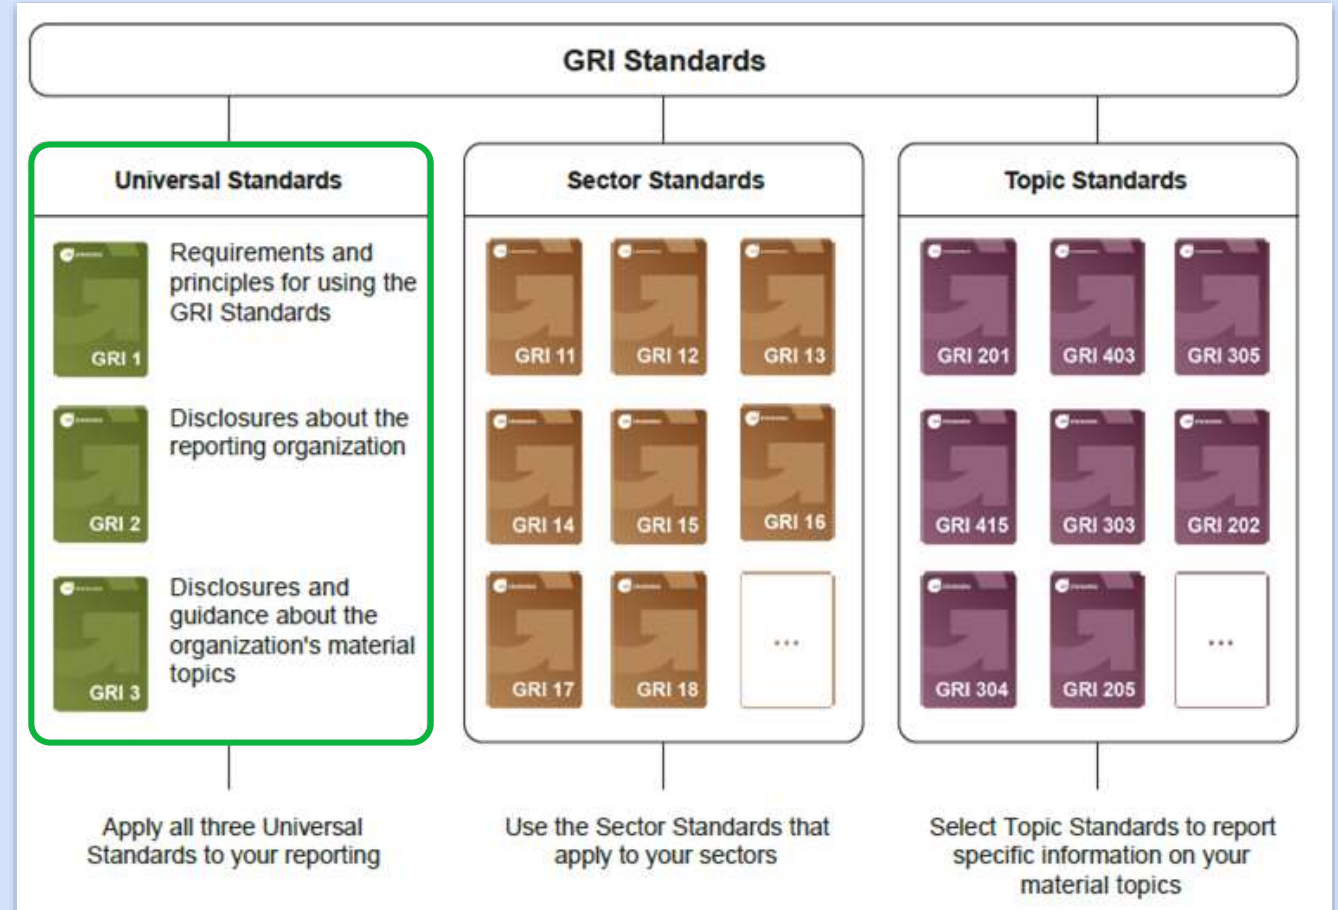 GRI Standards
Universal Standards
Requirements and
principles for using the
GRI Standards
GRI 1
Disclosures about the
reporting organization
GRI 2
Disclosures and
guidance about the
organization's material
topics
GRI 3
Apply all three Universal
Standards to your reporting
Sector Standards
GRI 11 GRI 12 GRI 13
GRI 14 GRI 15 GRI 16
GRI 17 GRI 18 ...
Use the Sector Standards that
apply to your sectors
Topic Standards
GRI 201 GRI 403 GRI 305
GRI 415 GRI 303 GRI 202
GRI 304 GRI 205 ...
Select Topic Standards to report
specific information on your
material topics